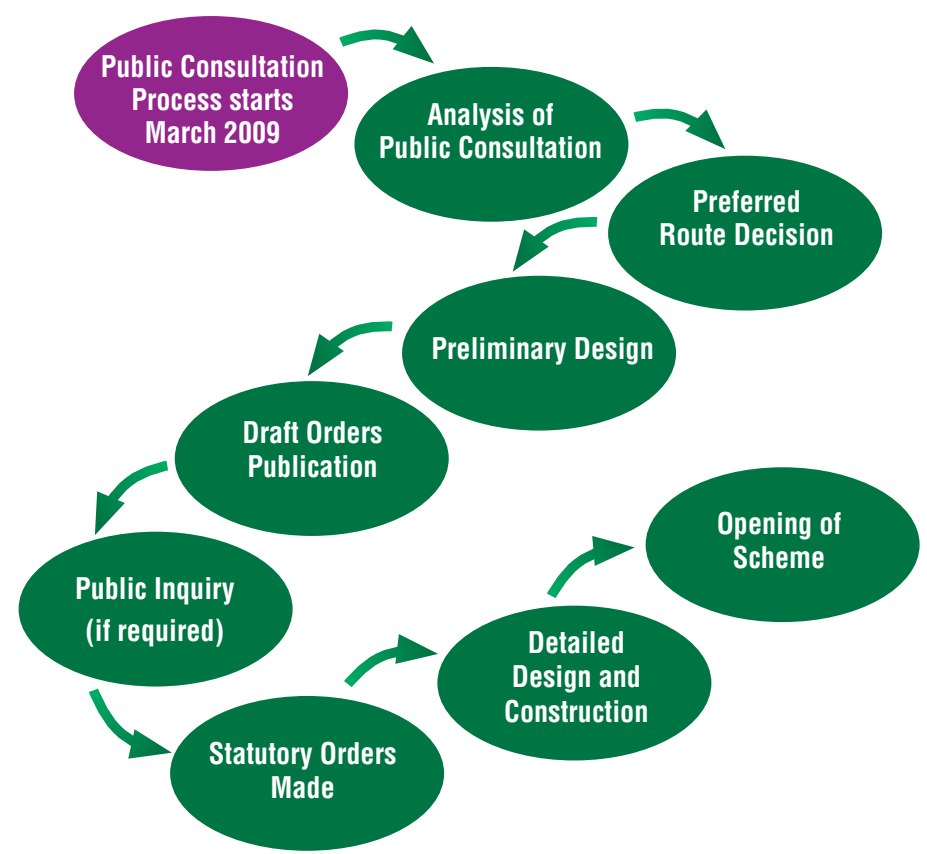 Public Consultation
Process starts
March 2009
Analysis of
Public Consultation
Preferred
Route Decision
Preliminary Design
Draft Orders
Publication
Public Inquiry
(if required)
Statutory Orders
Made
Detailed
Design and
Construction
Opening of
Scheme